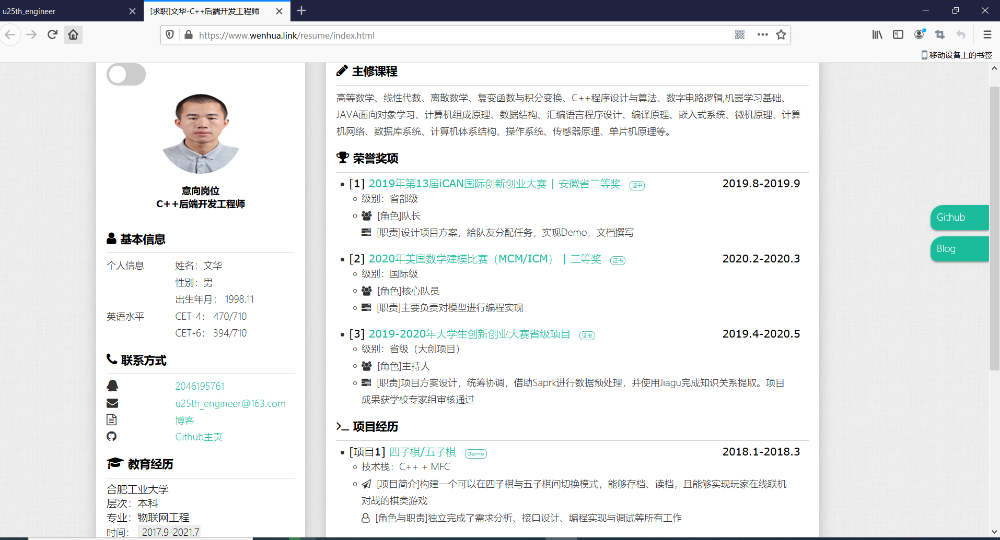 u25th_engineer
[求职]文华-C++后端开发工程师
https://www.wenhua.link/resume/index.html
移动设备上的书签
意向岗位
C++后端开发工程师
基本信息
个人信息 姓名：文华
性别：男
出生年月： 1998.11
英语水平 CET-4： 470/710
CET-6： 394/710
联系方式
2046195761
u25th_engineer@163.com
博客
Github主页
教育经历
合肥工业大学
层次：本科
专业：物联网工程
时间： 2017.9-2021.7
主修课程
高等数学、线性代数、离散数学、复变函数与积分变换、C++程序设计与算法、数字电路逻辑,机器学习基础、
JAVA面向对象学习、计算机组成原理、数据结构、汇编语言程序设计、编译原理、嵌入式系统、微机原理、计算
机网络、数据库系统、计算机体系结构、操作系统、传感器原理、单片机原理等。
荣誉奖项
[1] 2019年第13届iCAN国际创新创业大赛 | 安徽省二等奖 证书 2019.8-2019.9
级别：省部级
[角色]队长
[职责]设计项目方案，給队友分配任务，实现Demo，文档撰写
[2] 2020年美国数学建模比赛（MCM/ICM） | 三等奖 证书 2020.2-2020.3
级别：国际级
[角色]核心队员
[职责]主要负责对模型进行编程实现
[3] 2019-2020年大学生创新创业大赛省级项目 证书 2019.4-2020.5
级别：省级（大创项目）
[角色]主持人
[职责]项目方案设计，统筹协调，借助Saprk进行数据预处理，并使用Jiagu完成知识关系提取。项目
成果获学校专家组审核通过
项目经历
[项目1] 四子棋/五子棋 Demo 2018.1-2018.3
技术栈：C++ + MFC
[项目简介]构建一个可以在四子棋与五子棋间切换模式，能够存档、读档，且能够实现玩家在线联机
对战的棋类游戏
[角色与职责]独立完成了需求分析、接口设计、编程实现与调试等所有工作
Github
Blog